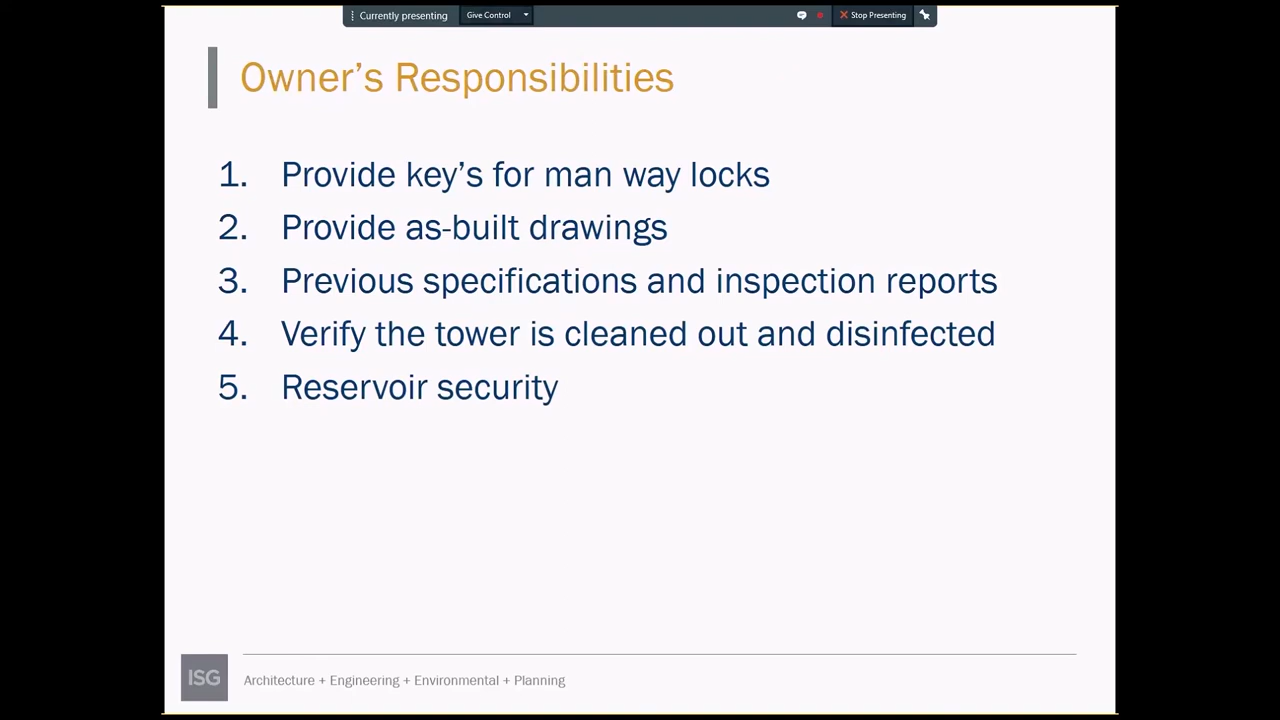 Currently presenting Give Control Stop Presenting
Owner's Responsibilities
1. Provide key's for man way locks
2. Provide as-built drawings
3. Previous specifications and inspection reports
4. Verify the tower is cleaned out and disinfected
5. Reservoir security
ISG Architecture + Engineering + Environmental + Planning